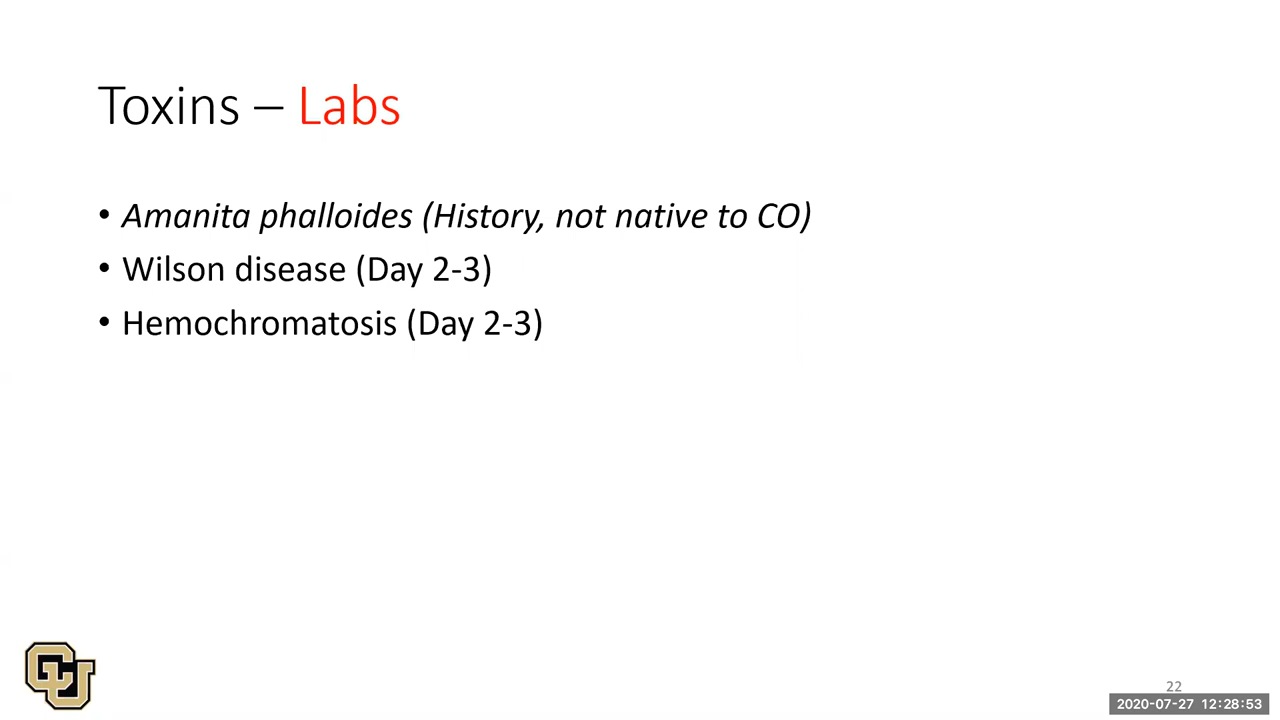 Toxins – Labs
• Amanita phalloides (History, not native to CO)
• Wilson disease (Day 2-3)
• Hemochromatosis (Day 2-3)
CU
22
2020-07-27 12:28:53